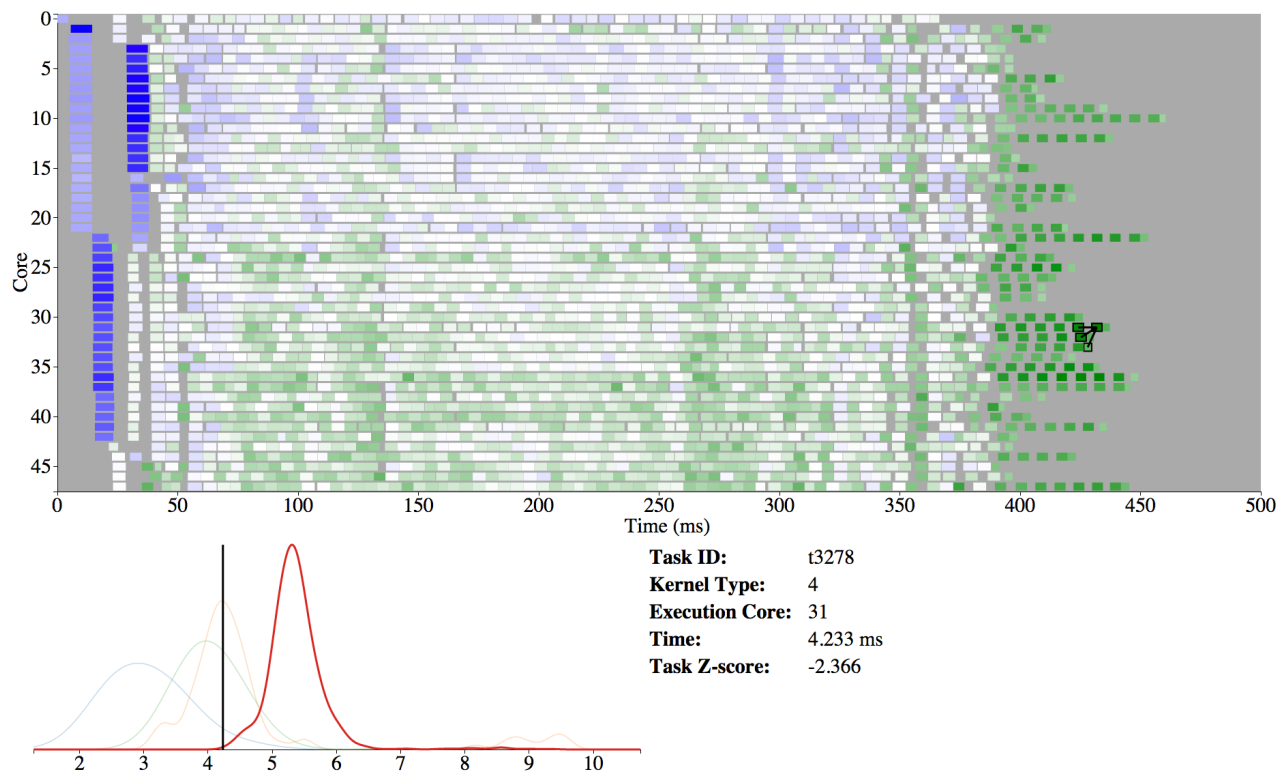 0
5
10
15
20
25
30
35
40
45
Core
0 50 100 150 200 250 300 350 400 450 500
Time (ms)
Task ID: t3278
Kernel Type: 4
Execution Core: 31
Time: 4.233 ms
Task Z-score: -2.366
2 3 4 5 6 7 8 9 10